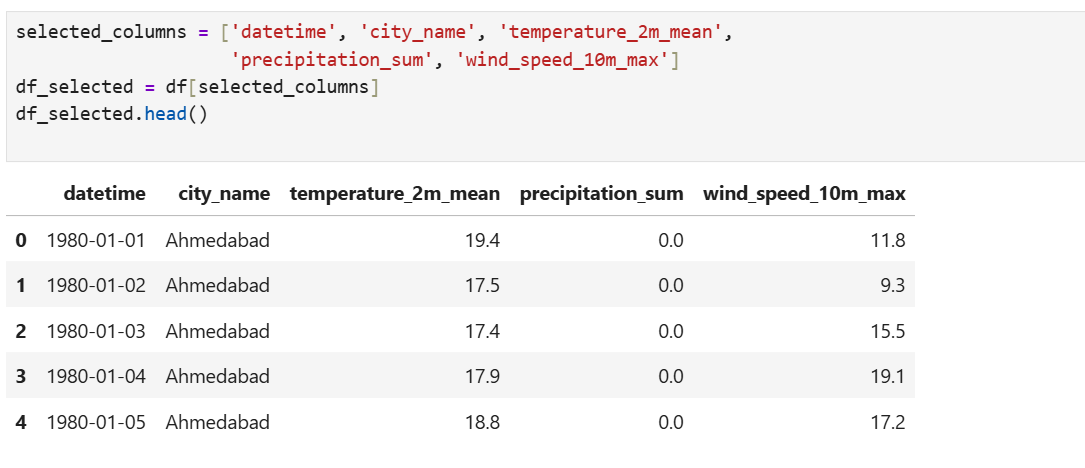 selected_columns = ['datetime', 'city_name', 'temperature_2m_mean',
                    'precipitation_sum', 'wind_speed_10m_max']
df_selected = df[selected_columns]
df_selected.head()
datetime city_name temperature_2m_mean precipitation_sum wind_speed_10m_max
0 1980-01-01 Ahmedabad 19.4 0.0 11.8
1 1980-01-02 Ahmedabad 17.5 0.0 9.3
2 1980-01-03 Ahmedabad 17.4 0.0 15.5
3 1980-01-04 Ahmedabad 17.9 0.0 19.1
4 1980-01-05 Ahmedabad 18.8 0.0 17.2